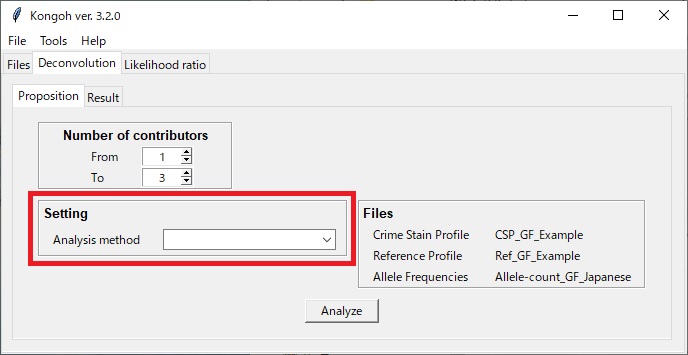 Kongoh ver. 3.2.0
File Tools Help
Files Deconvolution Likelihood ratio
Proposition Result
Number of contributors
From 1
To 3
Setting
Analysis method
Files
Crime Stain Profile CSP_GF_Example
Reference Profile Ref_GF_Example
Allele Frequencies Allele-count_GF_Japanese
Analyze